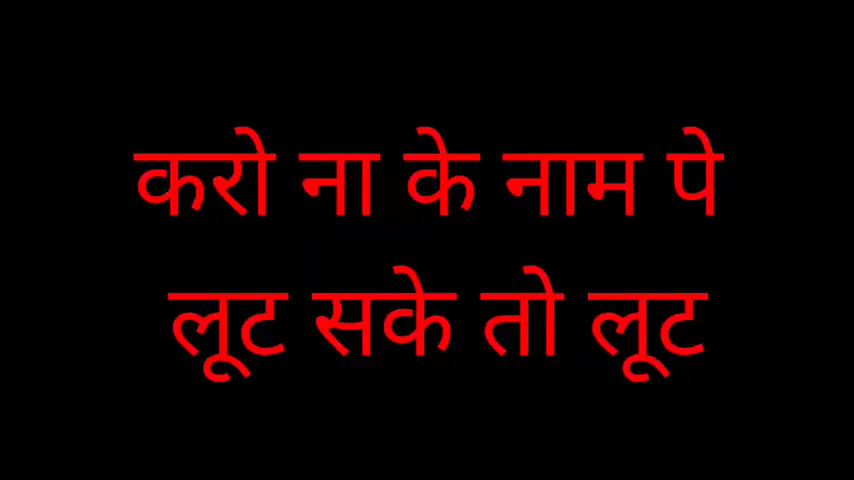 करो ना के नाम पे
लूट सके तो लूट